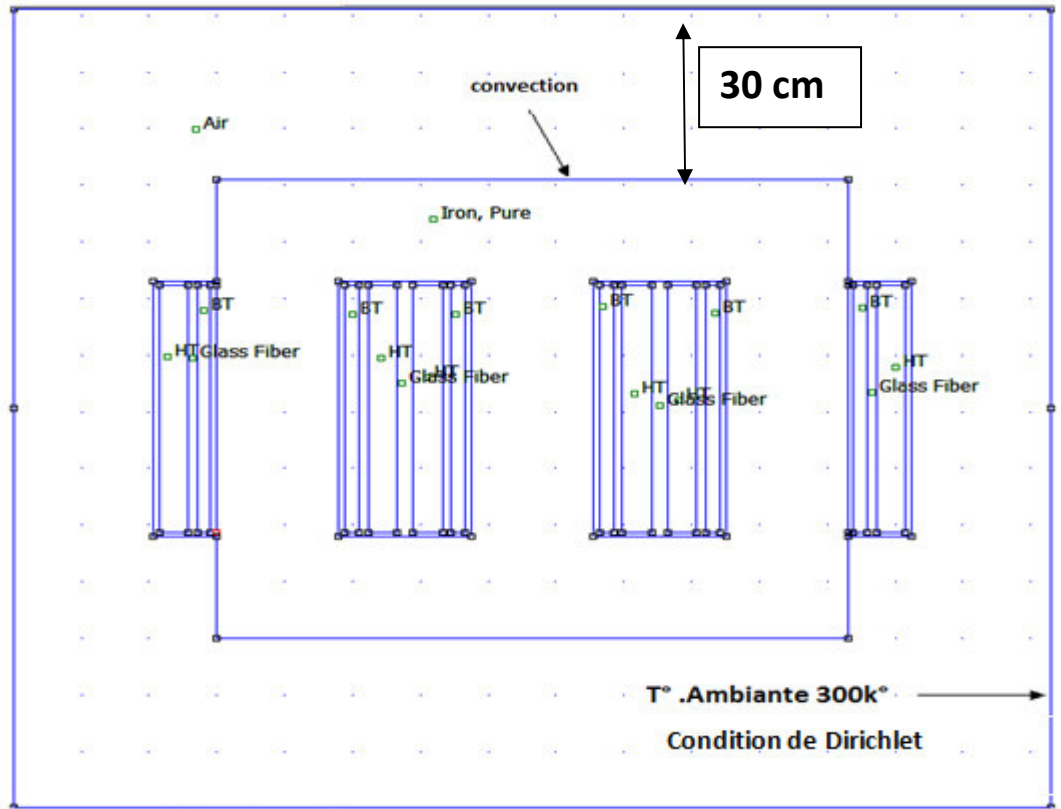 30 cm
convection
Air
Iron, Pure
BT
HT
Glass Fiber
BT
BT
HT
HT
Glass Fiber
BT
BT
HT
HT
Glass Fiber
BT
HT
Glass Fiber
T° .Ambiante 300k°
Condition de Dirichlet